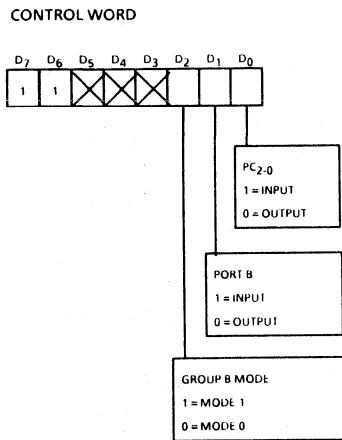 CONTROL WORD
D7 D6 D5 D4 D3 D2 D1 D0
1 1
PC2-0
1 = INPUT
0 = OUTPUT
PORT B
1 = INPUT
0 = OUTPUT
GROUP B MODE
1 = MODE 1
0 = MODE 0